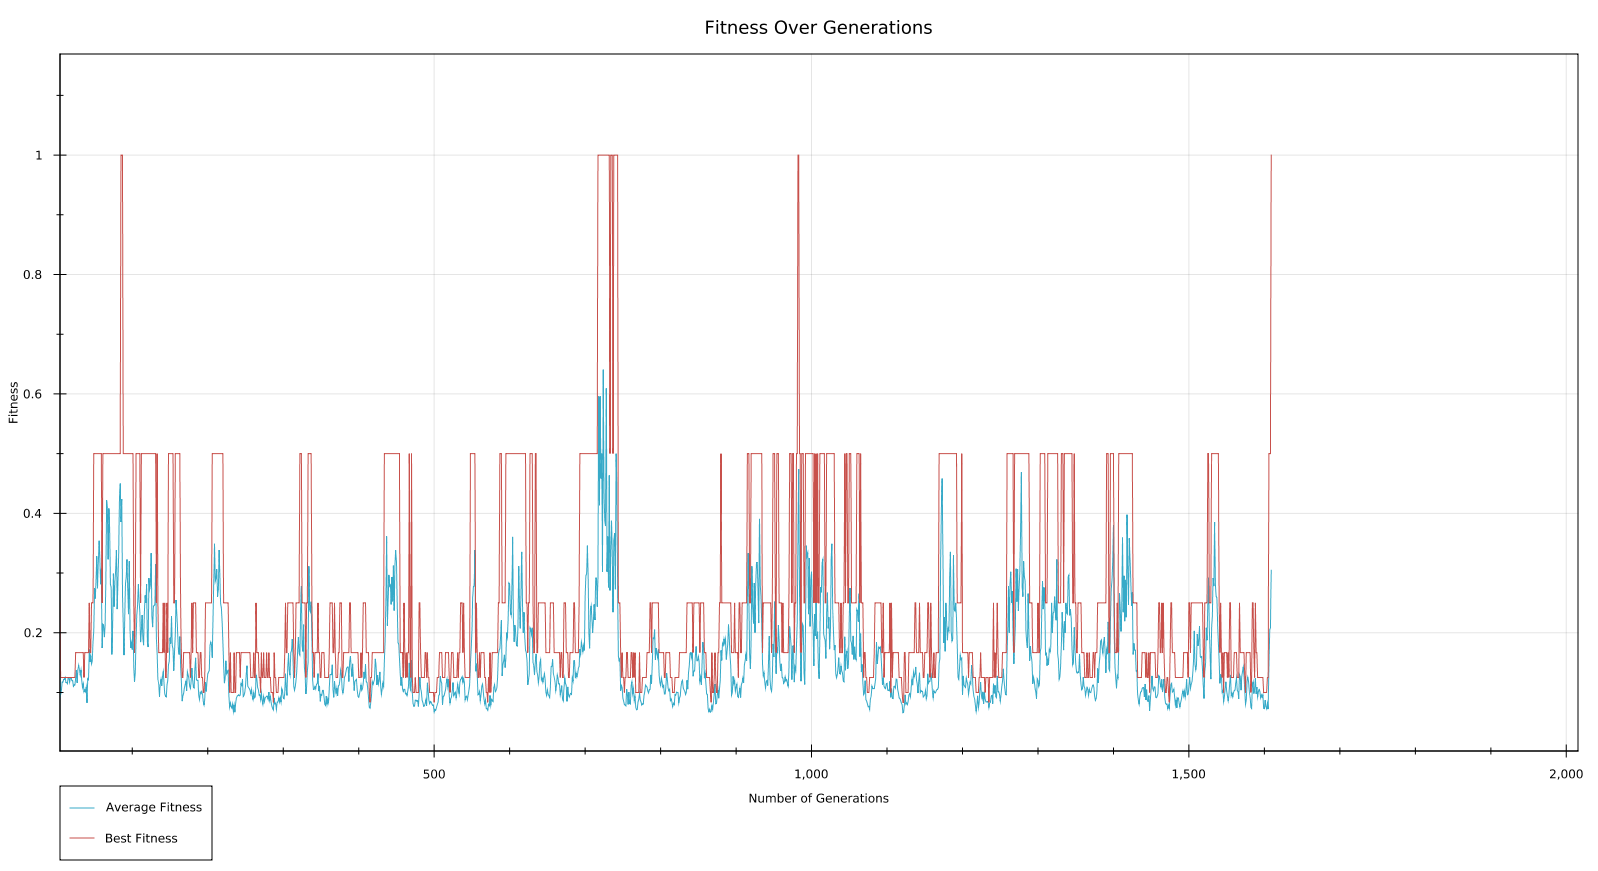 Fitness Over Generations
1
0.8
0.6
0.4
0.2
Fitness
500
1,000
1,500
2,000
Number of Generations
Average Fitness
Best Fitness